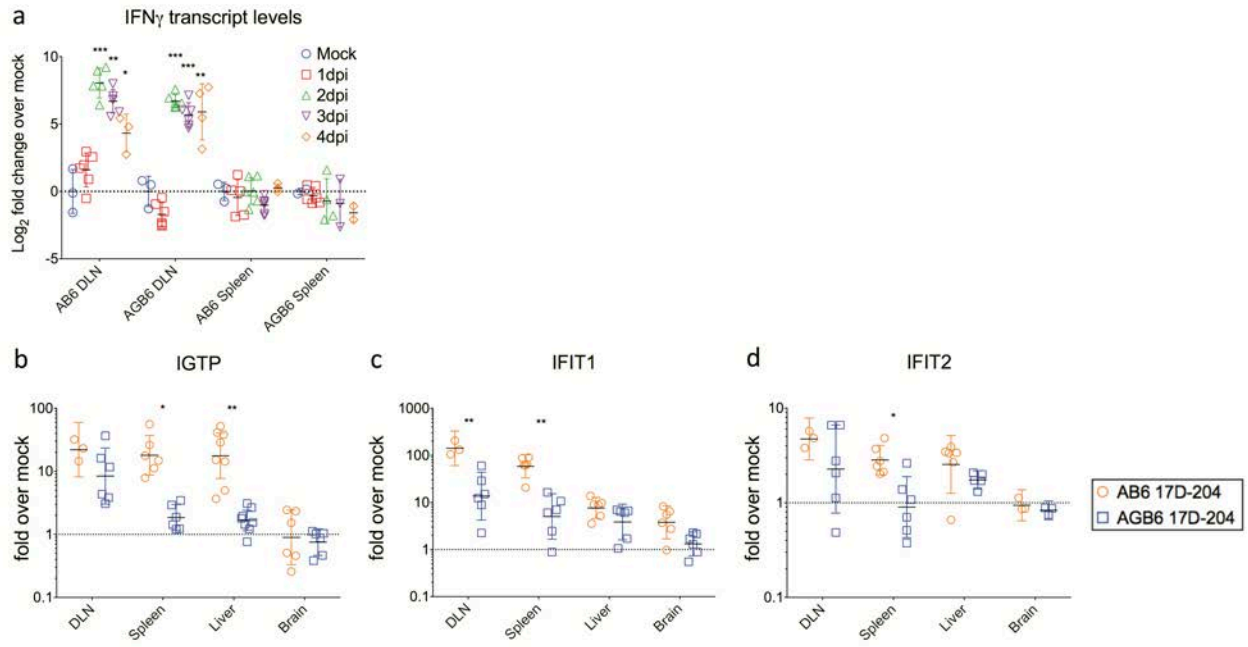 a
IFNγ transcript levels
Log2 fold change over mock
10
5
0
-5
*** ** *
*** *** **
Mock
1dpi
2dpi
3dpi
4dpi
AB6 DLN
AGB6 DLN
AB6 Spleen
AGB6 Spleen
b
IGTP
fold over mock
100
10
1
0.1
*
**
DLN
Spleen
Liver
Brain
c
IFIT1
fold over mock
1000
100
10
1
0.1
**
**
DLN
Spleen
Liver
Brain
d
IFIT2
fold over mock
10
1
0.1
*
DLN
Spleen
Liver
Brain
AB6 17D-204
AGB6 17D-204